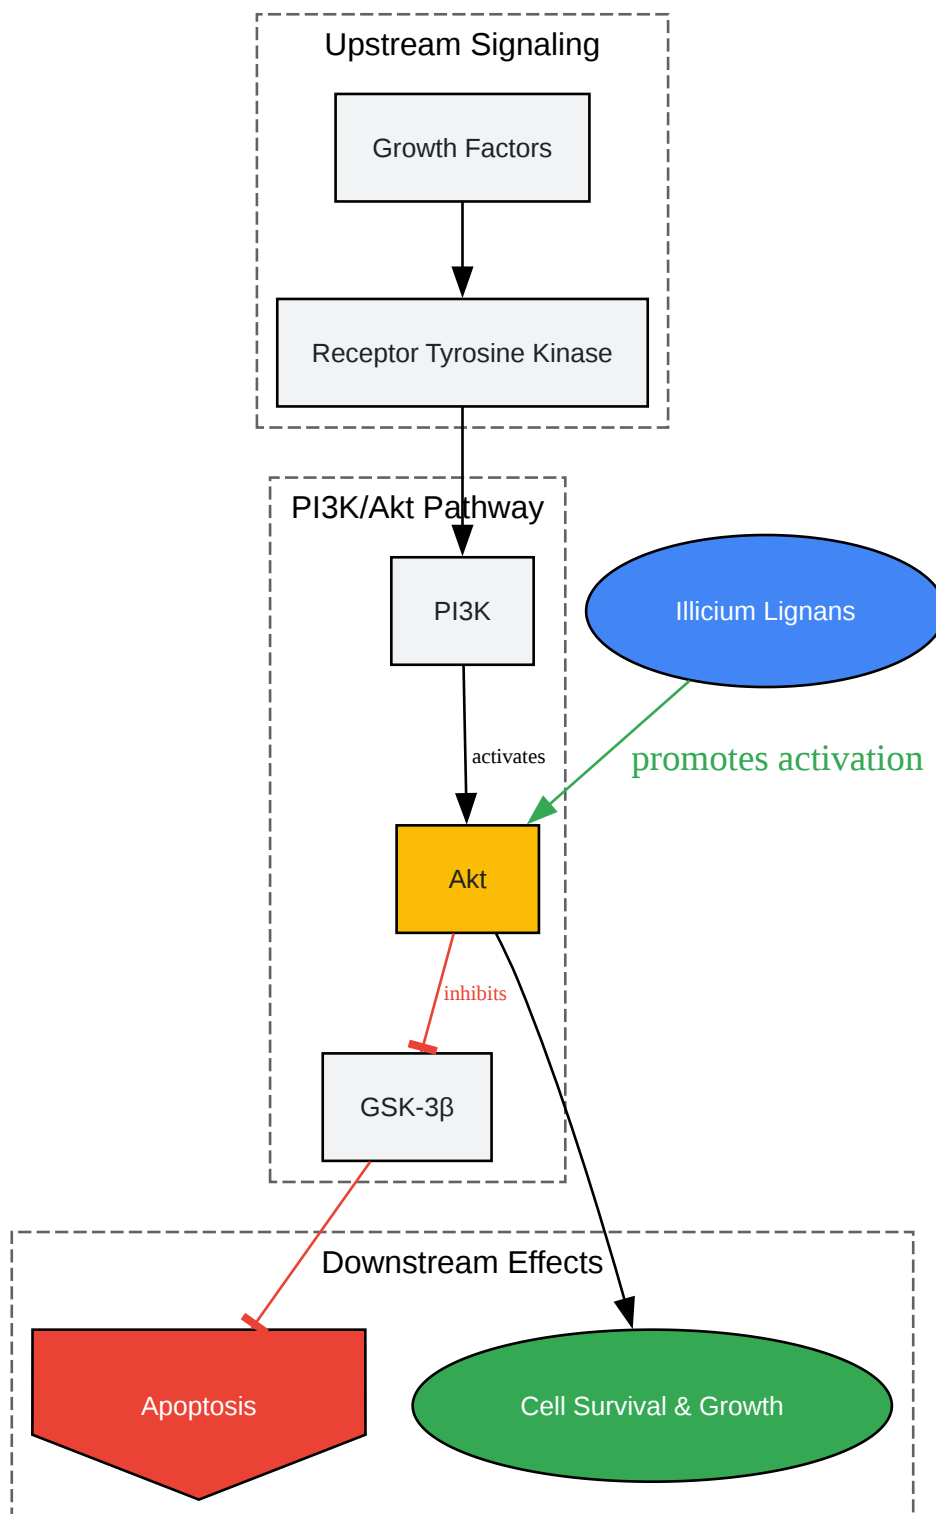 Upstream Signaling
Growth Factors
Receptor Tyrosine Kinase
PI3K/Akt Pathway
PI3K
Illicium Lignans
activates
promotes activation
Akt
inhibits
GSK-3β
Downstream Effects
Apoptosis
Cell Survival & Growth